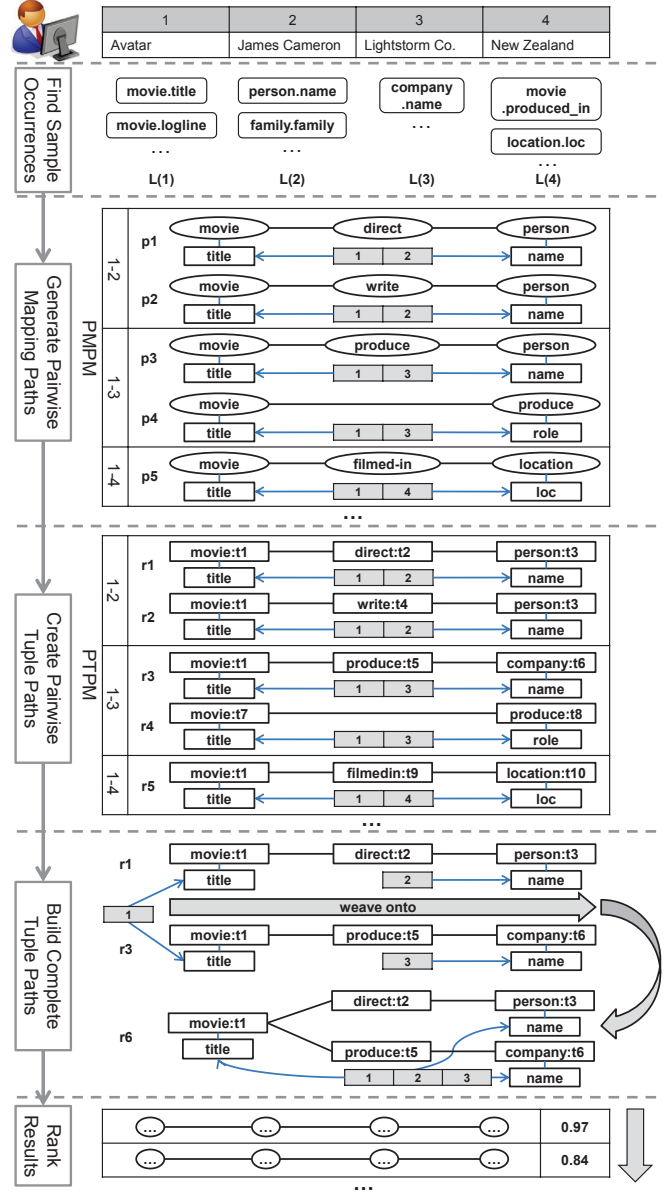 1 2 3 4
Avatar James Cameron Lightstorm Co. New Zealand
Find Sample
Occurrences
movie.title person.name company
.name movie
.produced_in
movie.logline family.family ... location.loc
... ... ...
L(1) L(2) L(3) L(4)
Generate Pairwise
Mapping Paths
PMPM
1-2
p1 movie direct person
title 1 2 name
p2 movie write person
title 1 2 name
1-3
p3 movie produce person
title 1 3 name
p4 movie produce
title 1 3 role
1-4
p5 movie filmed-in location
title 1 4 loc
...
Create Pairwise
Tuple Paths
PTPM
1-2
r1 movie:t1 direct:t2 person:t3
title 1 2 name
r2 movie:t1 write:t4 person:t3
title 1 2 name
1-3
r3 movie:t1 produce:t5 company:t6
title 1 3 name
r4 movie:t7 produce:t8
title 1 3 role
1-4
r5 movie:t1 filmedin:t9 location:t10
title 1 4 loc
...
Build Complete
Tuple Paths
r1 movie:t1 direct:t2 person:t3
title 2 name
1 weave onto
r3 movie:t1 produce:t5 company:t6
title 3 name
direct:t2 person:t3
r6 movie:t1 name
title produce:t5 company:t6
1 2 3 name
Rank
Results
... ... ... ... 0.97
... ... ... ... 0.84
...